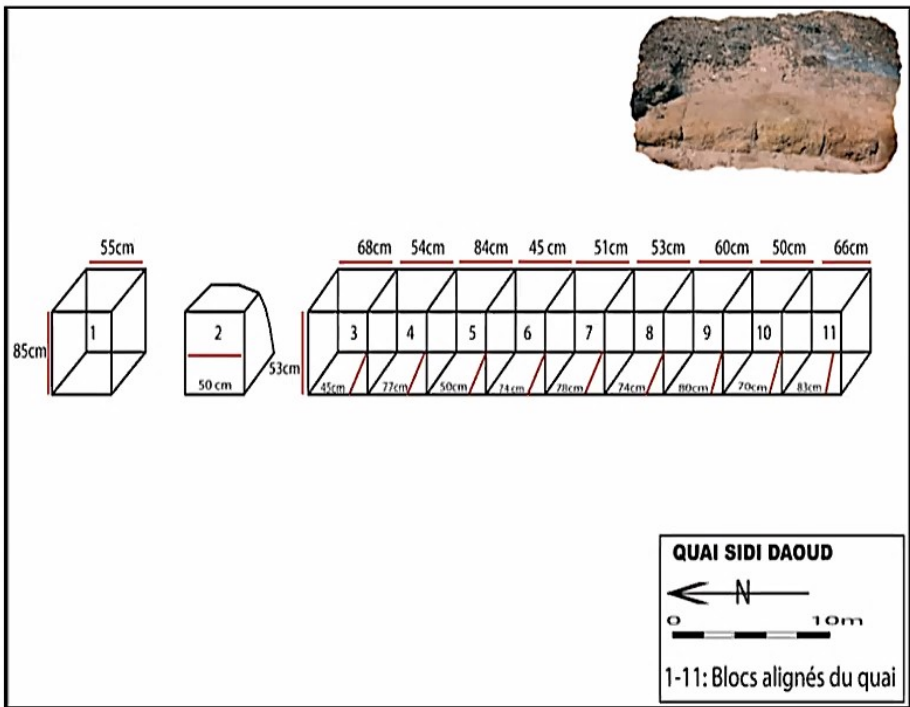 55cm
68cm 54cm 84cm 45 cm 51cm 53cm 60cm 50cm 66cm
1 2 3 4 5 6 7 8 9 10 11
85cm
53cm
50 cm 45cm 77cm 50cm 74cm 78cm 74cm 80cm 70cm 83cm
QUAI SIDI DAOUD
N
0 10m
1-11: Blocs alignés du quai